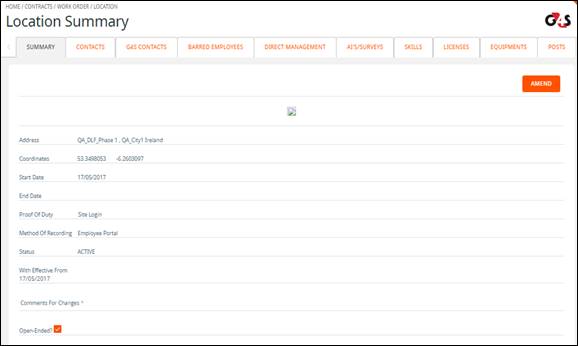 HOME / CONTRACTS / WORK ORDER / LOCATION
Location Summary
G4S
SUMMARY CONTACTS G4S CONTACTS BARRED EMPLOYEES DIRECT MANAGEMENT AI'S/SURVEYS SKILLS LICENSES EQUIPMENTS POSTS
AMEND
Address QA_DLF_Phase 1 , QA_City1 Ireland
Coordinates 53.3498053 -6.2603097
Start Date 17/05/2017
End Date
Proof Of Duty Site Login
Method Of Recording Employee Portal
Status ACTIVE
With Effective From
17/05/2017
Comments For Changes *
Open-Ended?